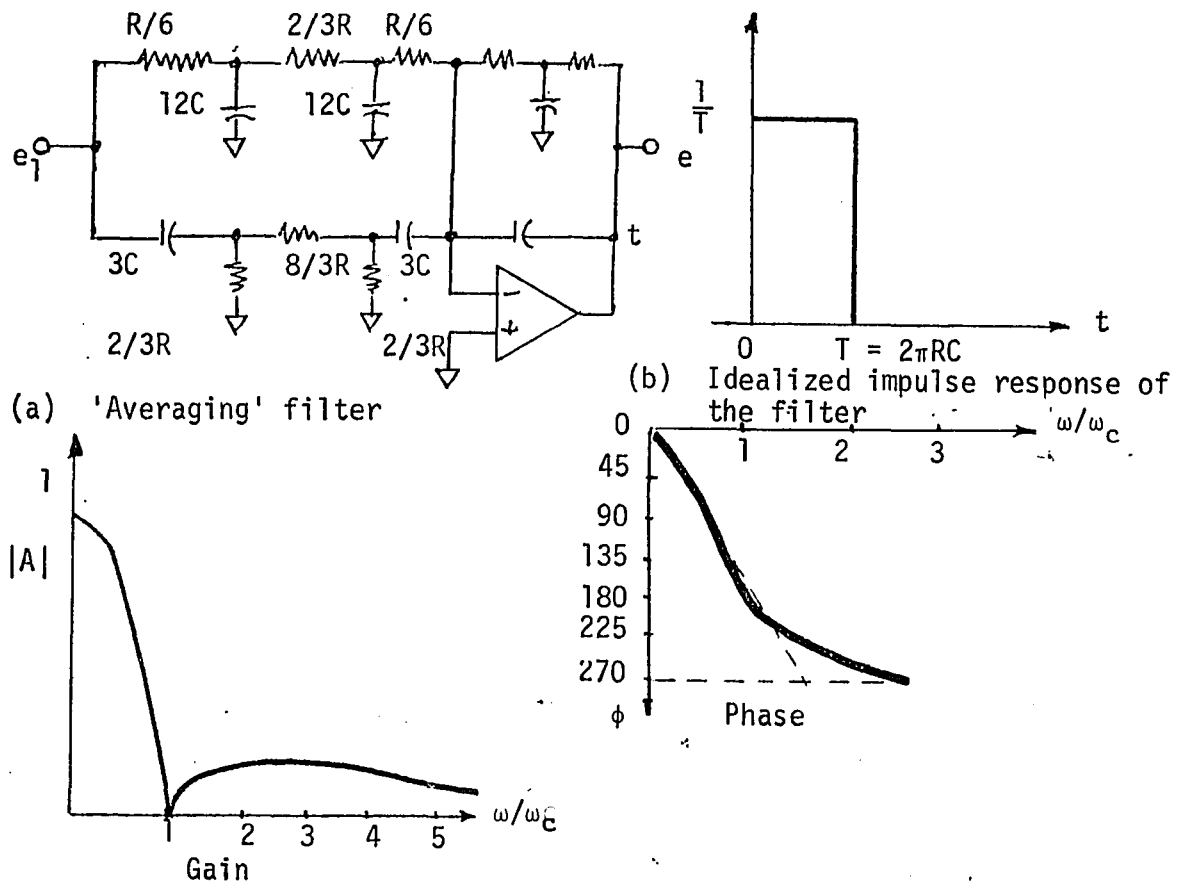 R/6 2/3R R/6
12C 12C
e1 e
3C 8/3R 3C t
2/3R 2/3R
- +
(a) 'Averaging' filter
1/T
0 T = 2πRC t
(b) Idealized impulse response of
the filter
1
|A|
1 2 3 4 5 ω/ωc
Gain
0 1 2 3 ω/ωc
45
90
135
180
225
270
φ Phase